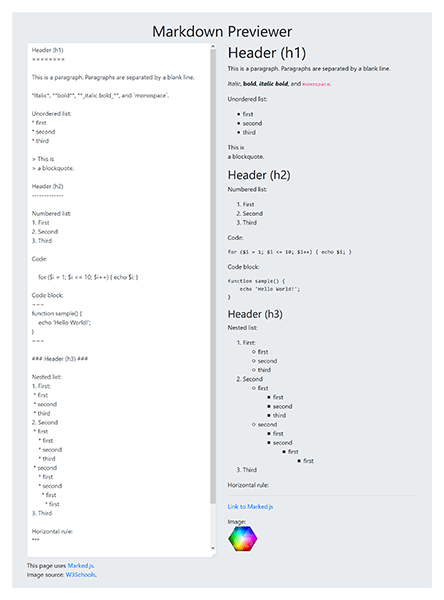 Markdown Previewer
Header (h1)
========
This is a paragraph. Paragraphs are separated by a blank line.
*Italic*, **bold**, **_italic bold_**, and `monospace`.
Unordered list:
* first
* second
* third
> This is
> a blockquote.
Header (h2)
-------------
Numbered list:
1. First
2. Second
3. Third
Code:
for ($i = 1; $i <= 10; $i++) { echo $i; }
Code block:
~~~
function sample() {
echo 'Hello World!';
}
~~~
### Header (h3) ###
Nested list:
1. First:
* first
* second
* third
2. Second
* first
* first
* second
* third
* second
* first
* second
* first
* first
3. Third
Horizontal rule:
***
Header (h1)
This is a paragraph. Paragraphs are separated by a blank line.
Italic, bold, italic bold, and monospace.
Unordered list:
• first
• second
• third
This is
a blockquote.
Header (h2)
Numbered list:
1. First
2. Second
3. Third
Code:
for ($i = 1; $i <= 10; $i++) { echo $i; }
Code block:
function sample() {
echo 'Hello World!';
}
Header (h3)
Nested list:
1. First:
○ first
○ second
○ third
2. Second
○ first
■ first
■ second
■ third
○ second
■ first
■ second
■ first
■ first
3. Third
Horizontal rule:
Link to Marked.js
Image:
This page uses Marked.js.
Image source: W3Schools.